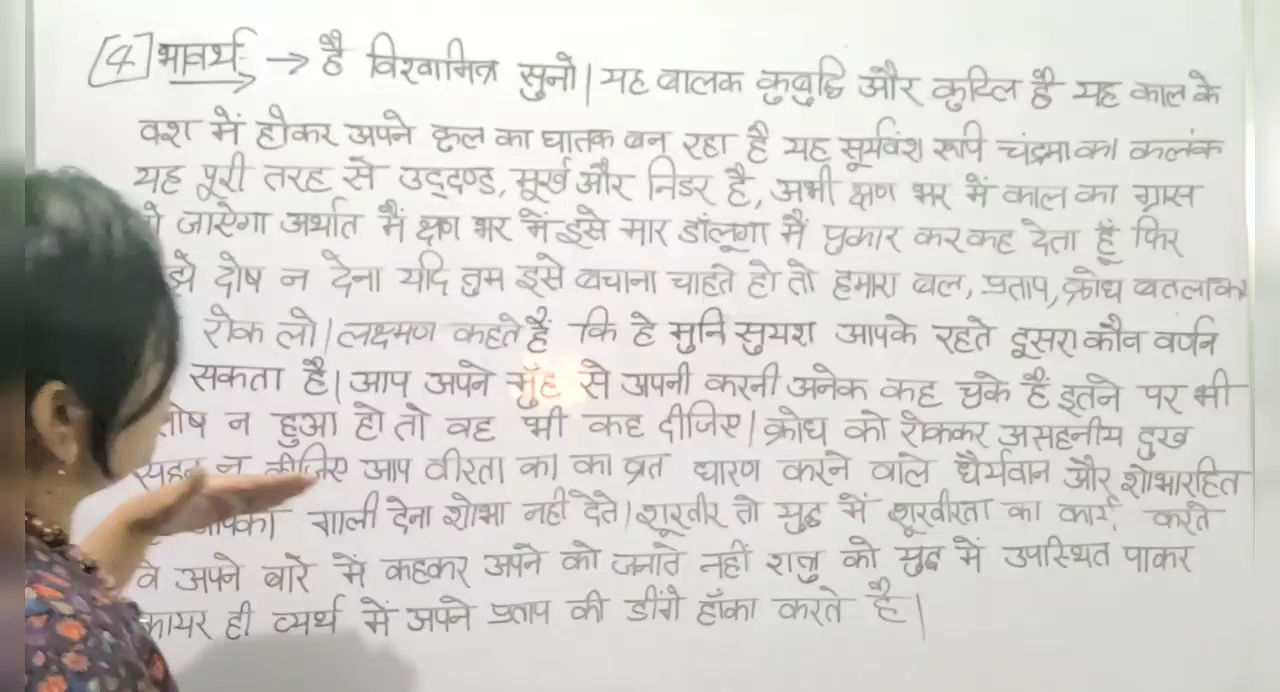 [4] भावर्थ → है विश्वामित्र सुनो। यह बालक कुबुद्धि और कुटिल है यह काल के
वश में होकर अपने कुल का घातक बन रहा है यह सूर्यवंश रूपि चंद्रमा का कलंक
यह पूरी तरह से उद्दण्ड, मूर्ख और निडर है, अभी क्षण भर में काल का ग्रास
जाऐगा अर्थात मैं क्षण भर में इसे मार डाँलूगा मैं पुकार कर कह देता हूँ फिर
दोष न देना यदि तुम इसे बचाना चाहते हो तो हमारा बल, प्रताप, क्रोध बतलाकर
रोक लो। लक्ष्मण कहते हैं कि हे मुनि सुयश आपके रहते दूसरा कौन वर्णन
सकता है। आप अपने मुँह से अपनी करनी अनेक कह चुके है इतने पर भी
न हुआ हो तो वह भी कह दीजिए। क्रोध को रोककर असहनीय दुख
न कीजिए आप वीरता का का व्रत धारण करने वाले धैर्यवान और शोभारहित
गाली देना शोभा नही देते। शूरवीर तो युद्ध में शूरवीरता का कार्य करते
वे अपने बारे में कहकर अपने को जनाते नहीं शत्रु को युद्ध में उपस्थित पाकर
कायर ही व्यर्थ में अपने प्रताप की डींगे हाँका करते है।